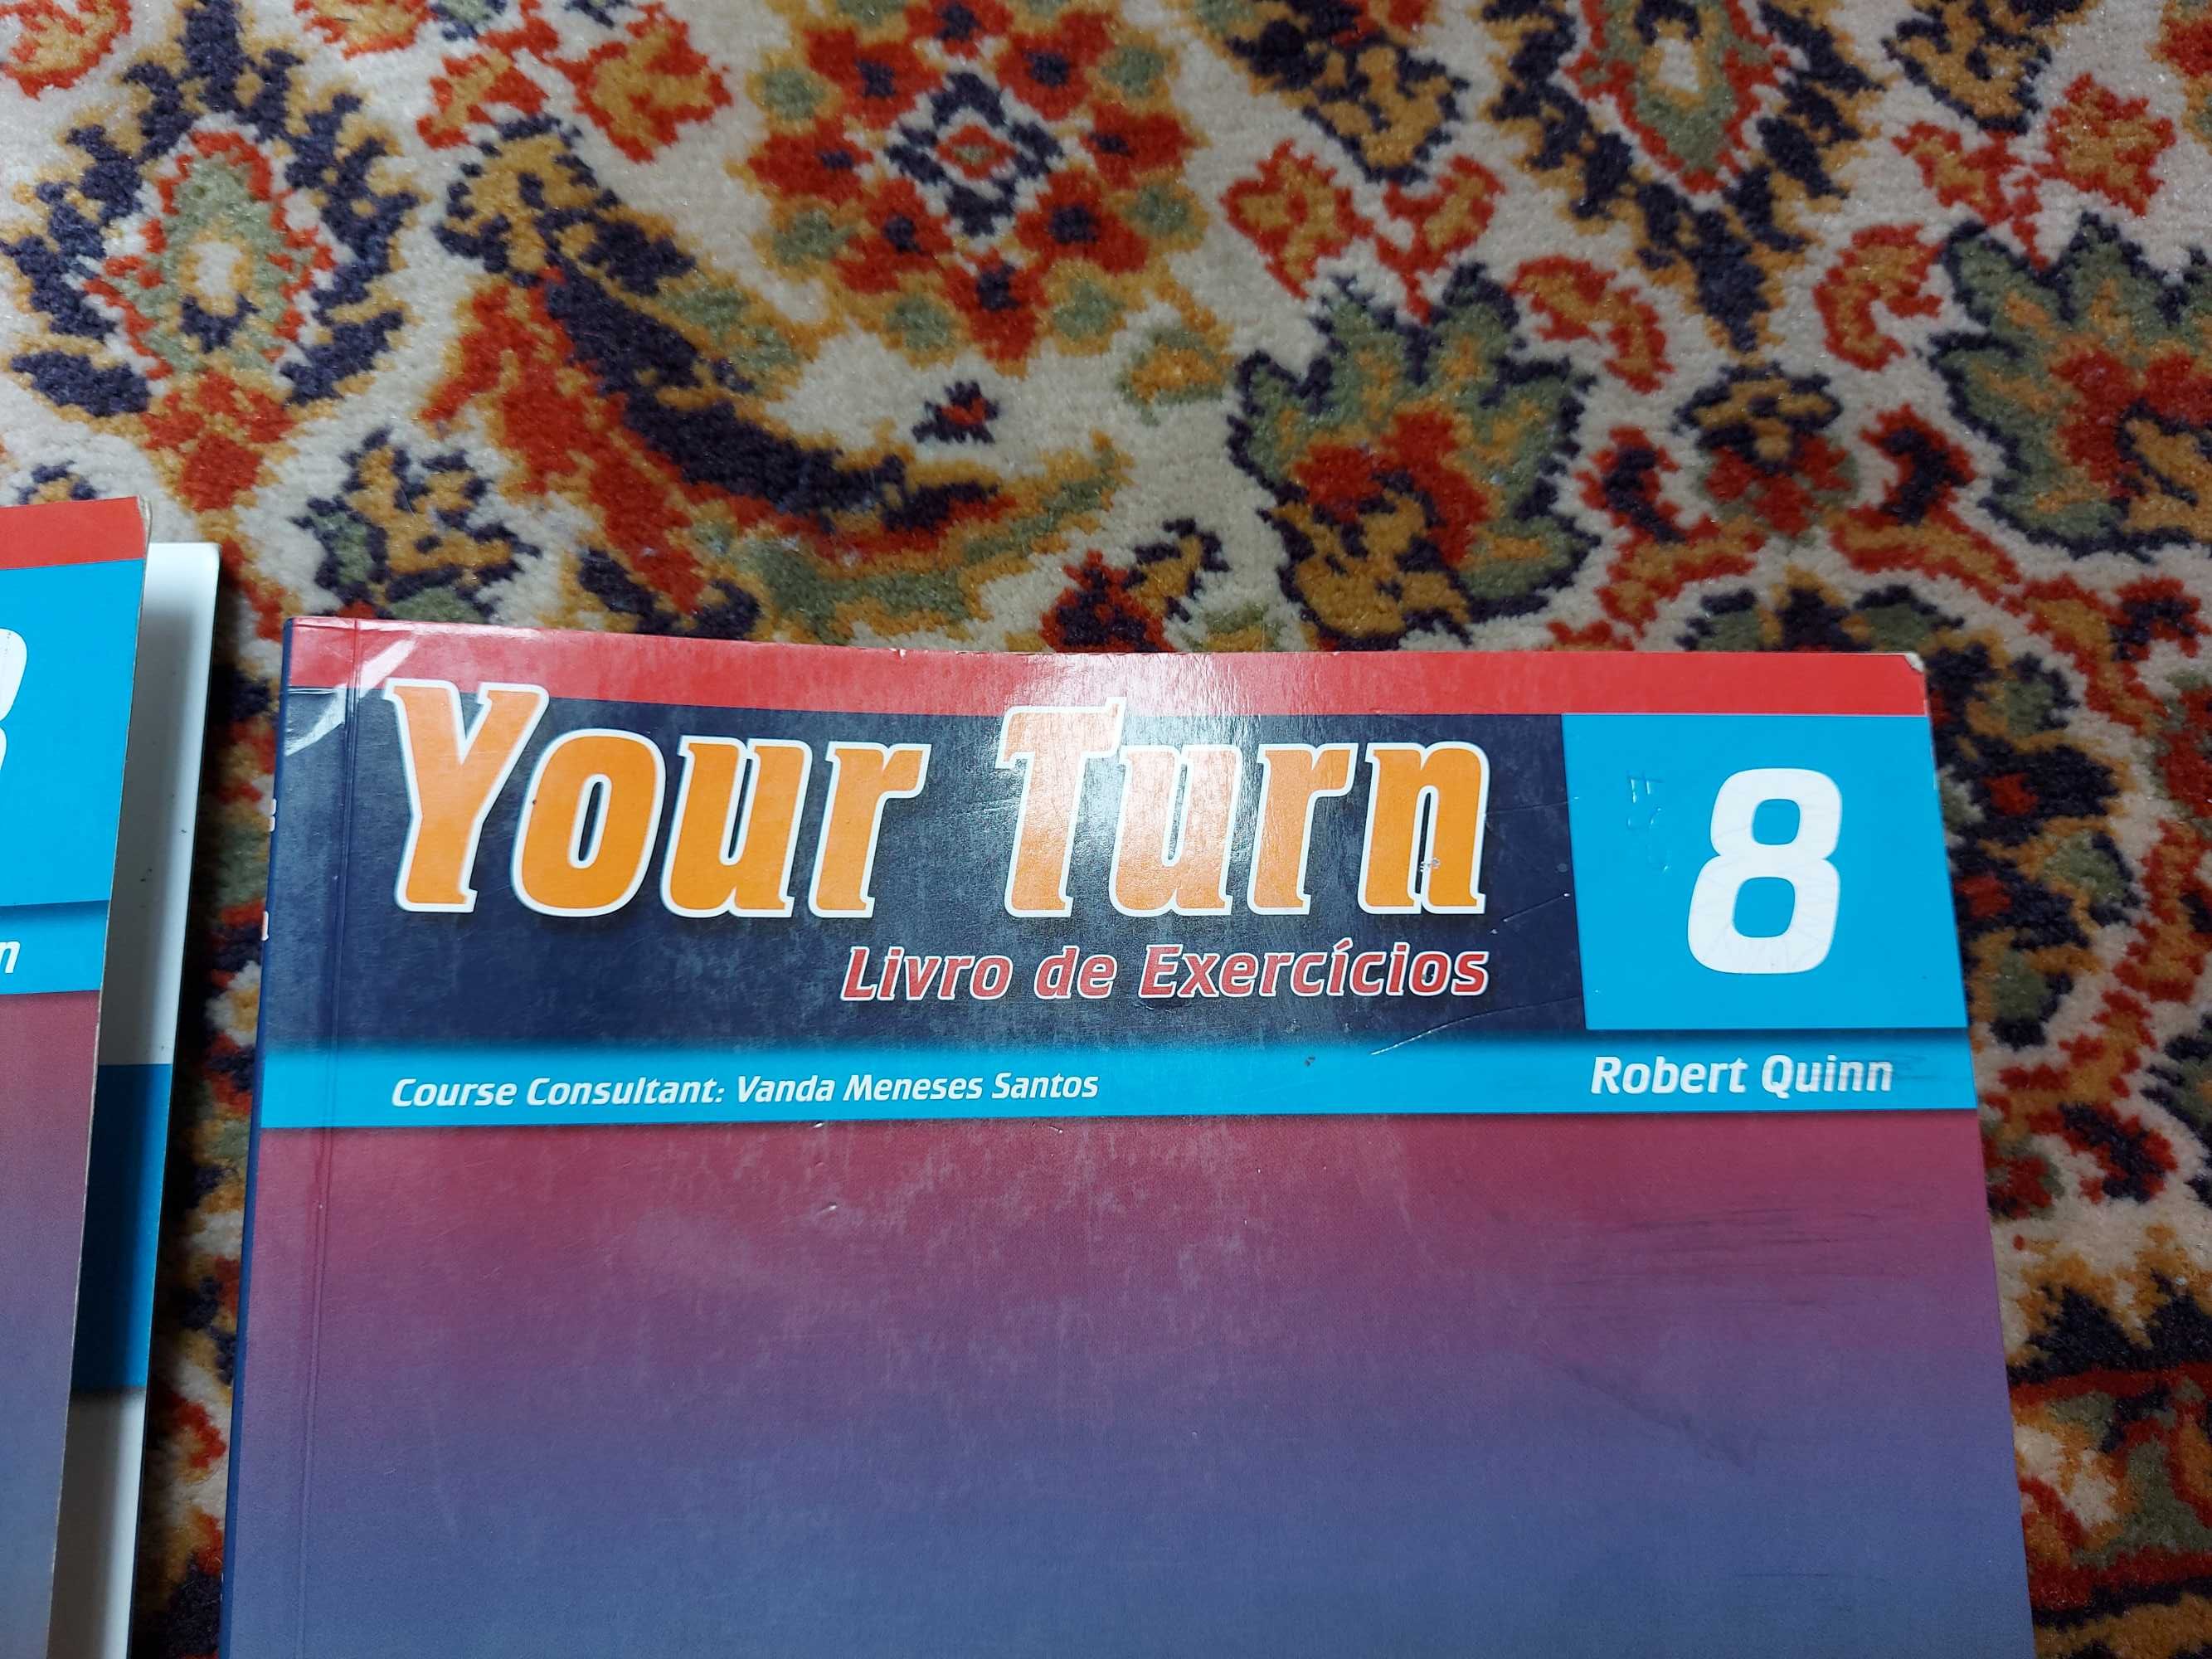 Your Turn
8
Livro de Exercícios
Course Consultant: Vanda Meneses Santos
Robert Quinn